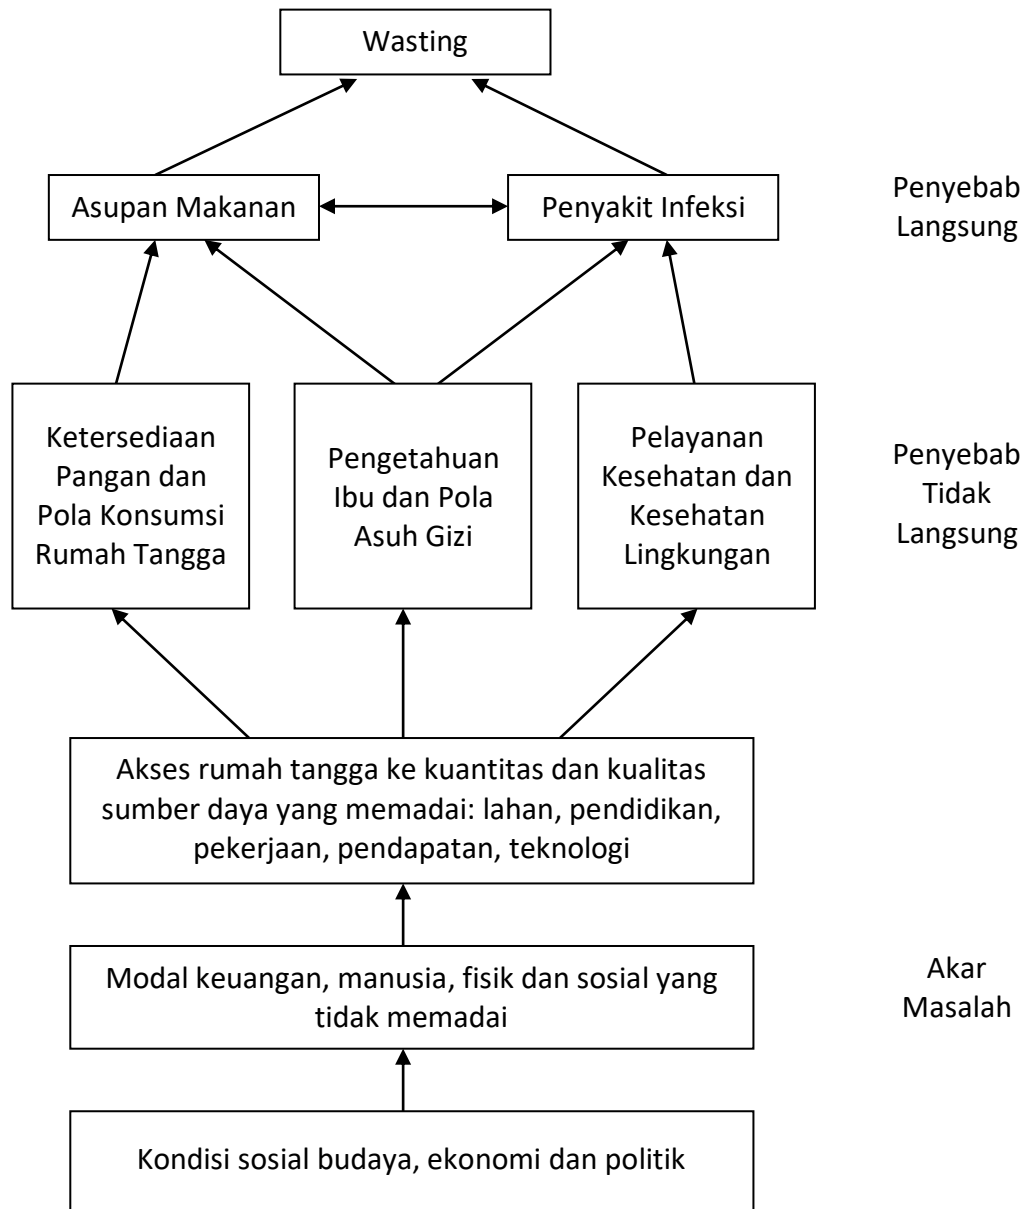 Wasting
Asupan Makanan
Penyakit Infeksi
Penyebab
Langsung
Ketersediaan
Pangan dan
Pola Konsumsi
Rumah Tangga
Pengetahuan
Ibu dan Pola
Asuh Gizi
Pelayanan
Kesehatan dan
Kesehatan
Lingkungan
Penyebab
Tidak
Langsung
Akses rumah tangga ke kuantitas dan kualitas
sumber daya yang memadai: lahan, pendidikan,
pekerjaan, pendapatan, teknologi
Modal keuangan, manusia, fisik dan sosial yang
tidak memadai
Akar
Masalah
Kondisi sosial budaya, ekonomi dan politik